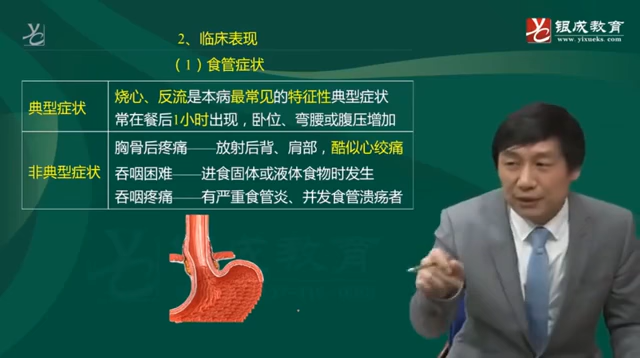 银成教育
www.yixueks.com
2、临床表现
（1）食管症状
典型症状
烧心、反流是本病最常见的特征性典型症状
常在餐后1小时出现，卧位、弯腰或腹压增加
非典型症状
胸骨后疼痛——放射后背、肩部，酷似心绞痛
吞咽困难——进食固体或液体食物时发生
吞咽疼痛——有严重食管炎、并发食管溃疡者
银成教育